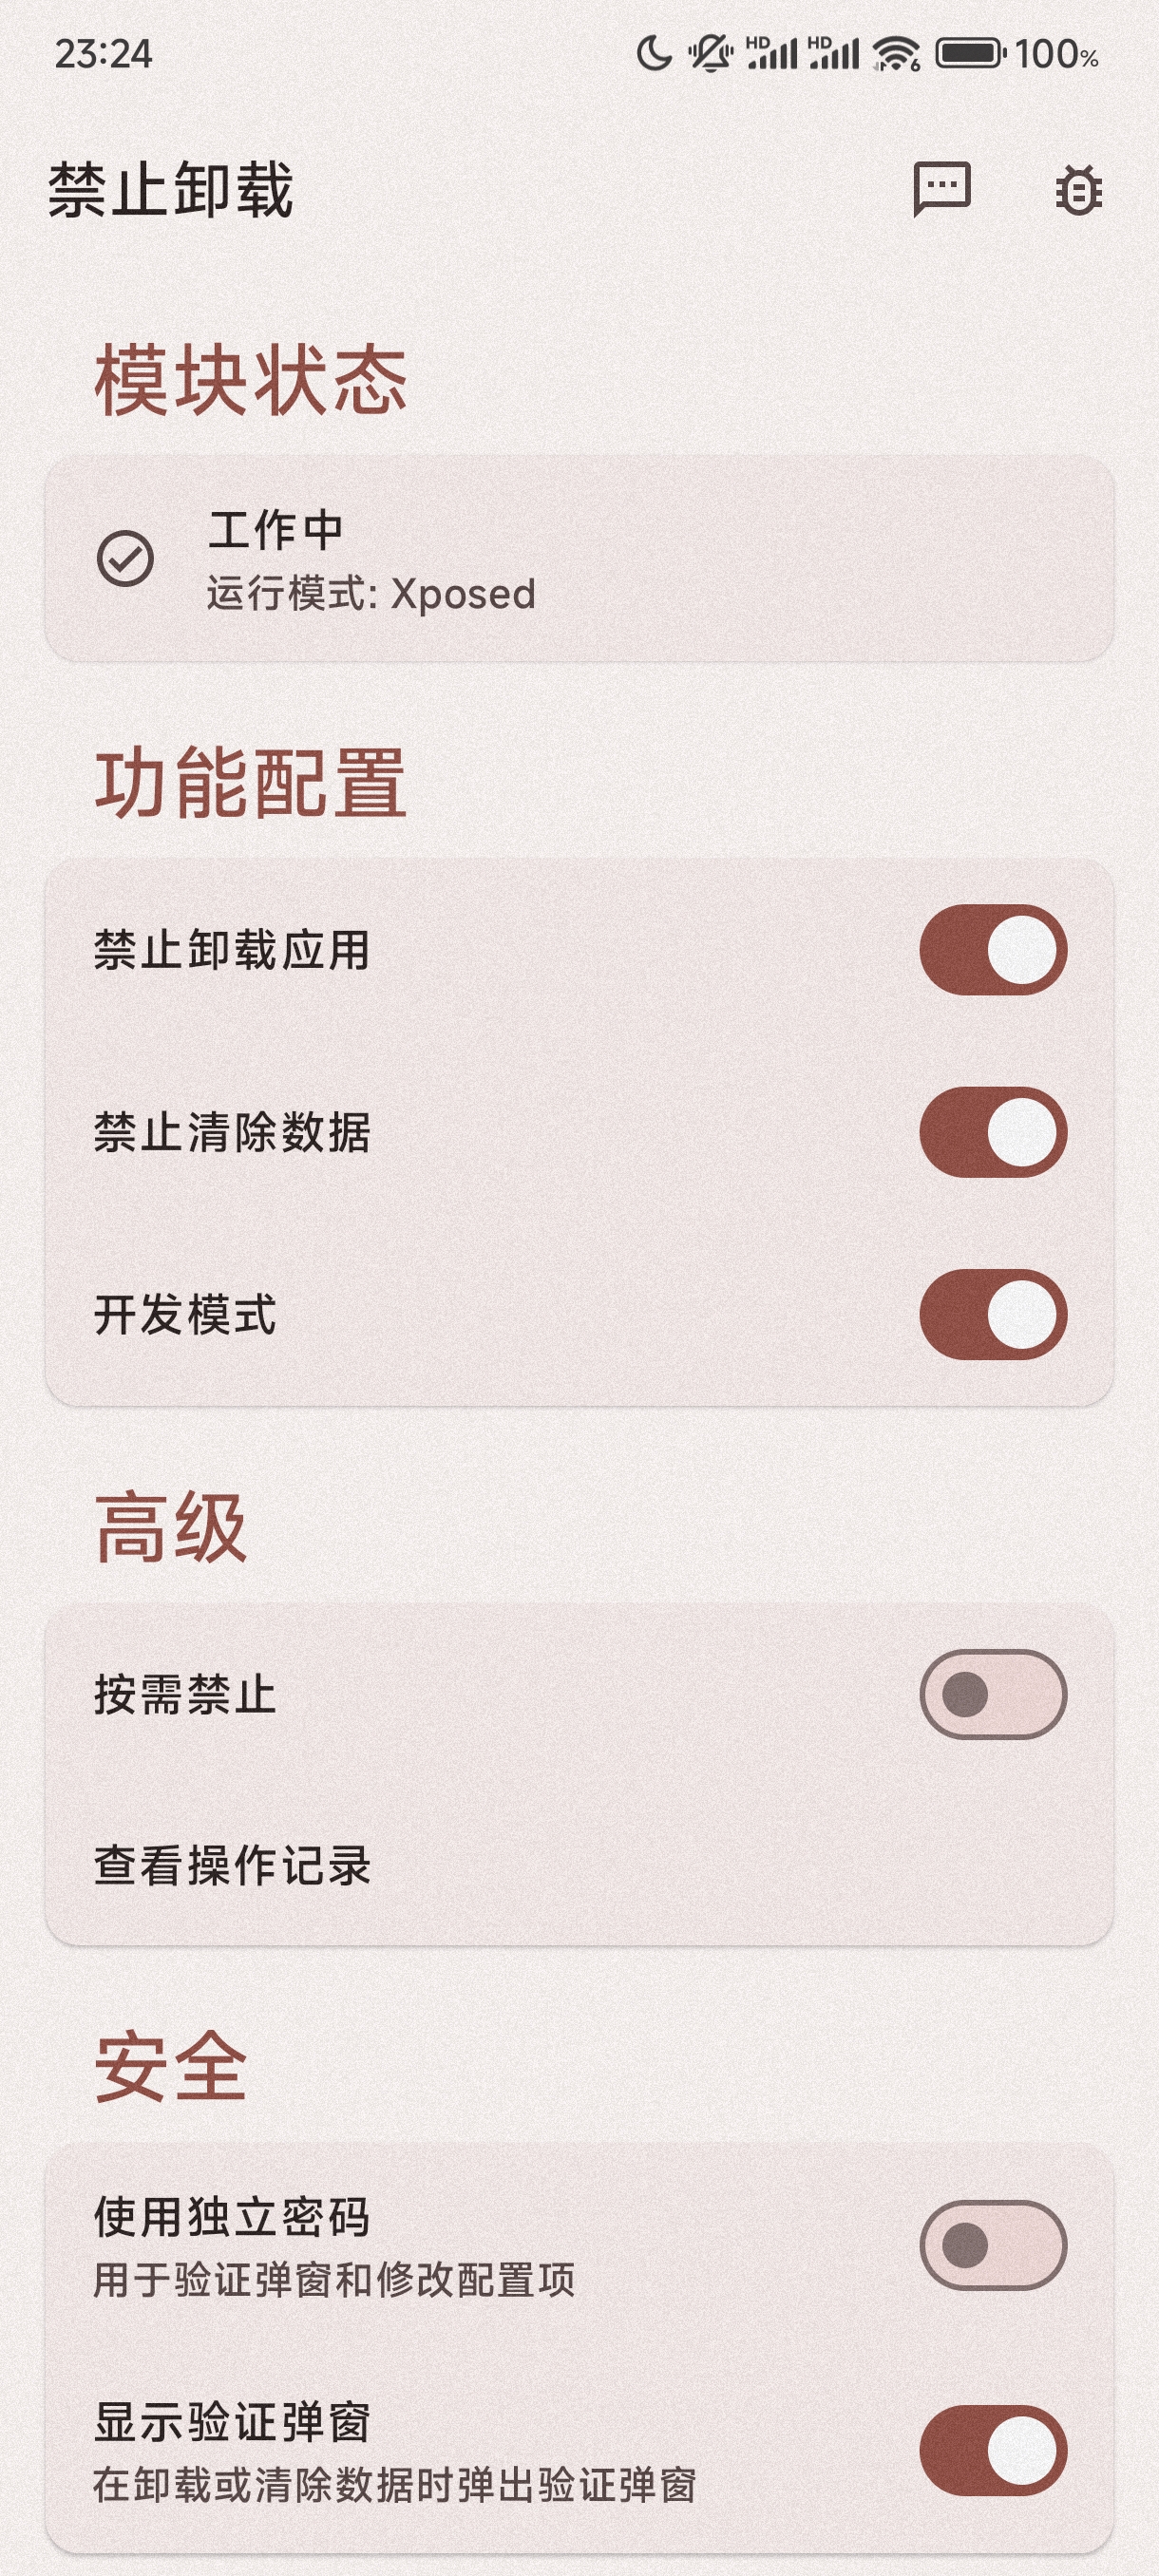 23:24
HD HD 6 100%
禁止卸载
模块状态
工作中
运行模式: Xposed
功能配置
禁止卸载应用
禁止清除数据
开发模式
高级
按需禁止
查看操作记录
安全
使用独立密码
用于验证弹窗和修改配置项
显示验证弹窗
在卸载或清除数据时弹出验证弹窗